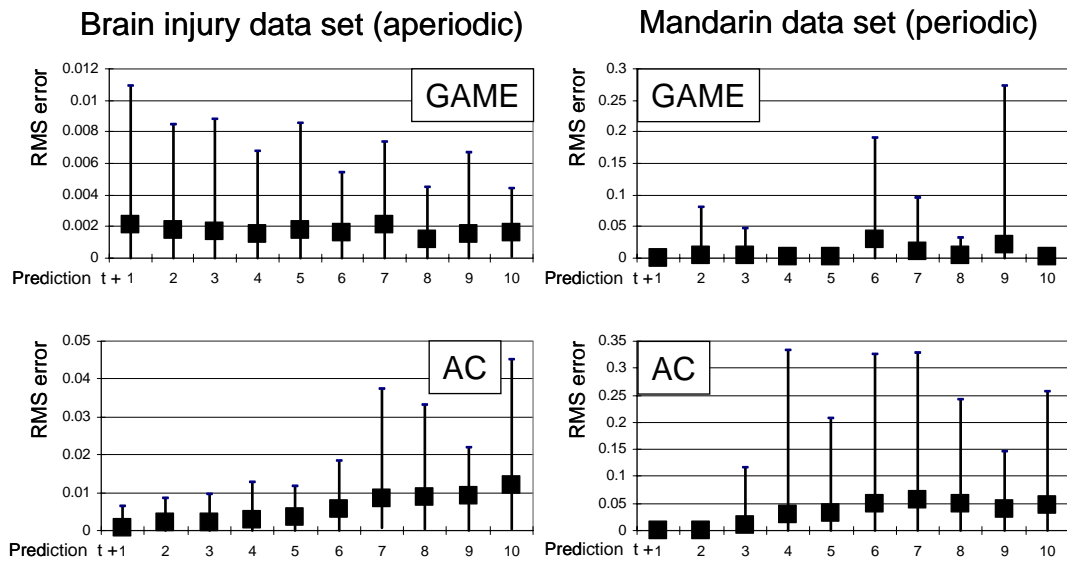 Brain injury data set (aperiodic)
Mandarin data set (periodic)
GAME
RMS error
0.012
0.01
0.008
0.006
0.004
0.002
0
Prediction t + 1 2 3 4 5 6 7 8 9 10
GAME
RMS error
0.3
0.25
0.2
0.15
0.1
0.05
0
Prediction t +1 2 3 4 5 6 7 8 9 10
AC
RMS error
0.05
0.04
0.03
0.02
0.01
0
Prediction t +1 2 3 4 5 6 7 8 9 10
AC
RMS error
0.35
0.3
0.25
0.2
0.15
0.1
0.05
0
Prediction t +1 2 3 4 5 6 7 8 9 10